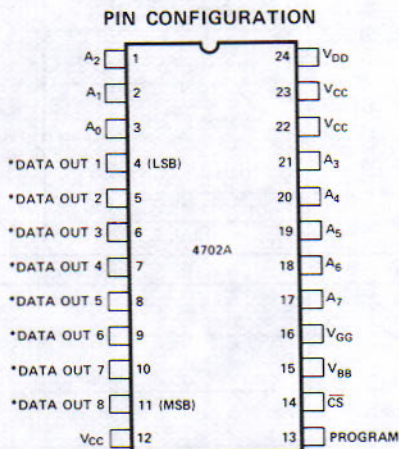 PIN CONFIGURATION
A2 1 24 VDD
A1 2 23 VCC
A0 3 22 VCC
*DATA OUT 1 4 (LSB) 21 A3
*DATA OUT 2 5 20 A4
*DATA OUT 3 6 19 A5
4702A
*DATA OUT 4 7 18 A6
*DATA OUT 5 8 17 A7
*DATA OUT 6 9 16 VGG
*DATA OUT 7 10 15 VBB
*DATA OUT 8 11 (MSB) 14 C̅S̅
VCC 12 13 PROGRAM